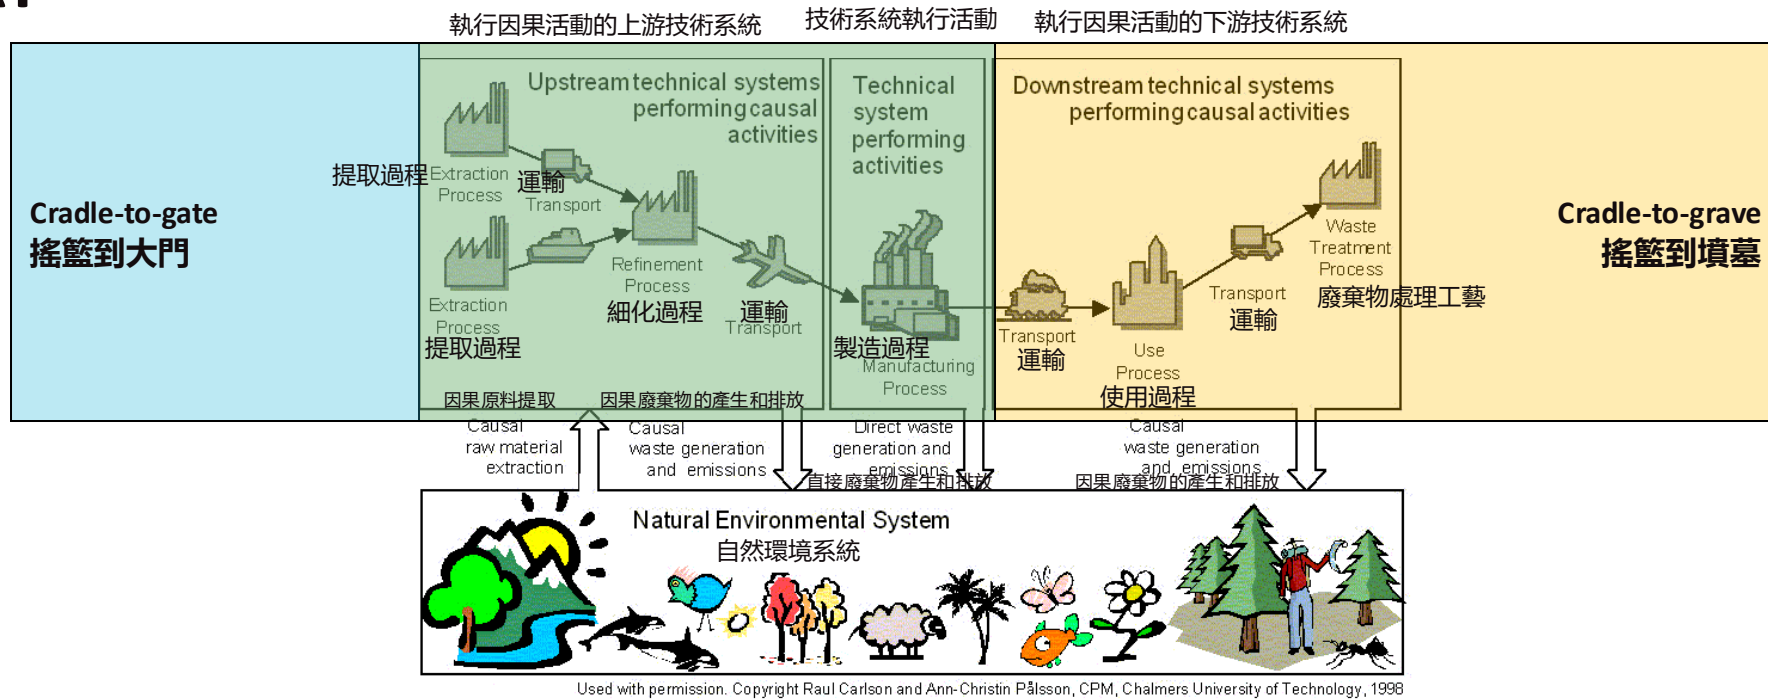 執行因果活動的上游技術系統
技術系統執行活動
執行因果活動的下游技術系統
Upstream technical systems
performing causal
activities
Technical
system
performing
activities
Downstream technical systems
performing causal activities
Cradle-to-gate
搖籃到大門
提取過程
Extraction
Process
運輸
Transport
Extraction
Process
提取過程
Refinement
Process
細化過程
運輸
Transport
製造過程
Manufacturing
Process
Transport
運輸
Use
Process
使用過程
Transport
運輸
Waste
Treatment
Process
廢棄物處理工藝
Cradle-to-grave
搖籃到墳墓
因果原料提取
Causal
raw material
extraction
因果廢棄物的產生和排放
Causal
waste generation
and emissions
Direct waste
generation and
emissions
直接廢棄物產生和排放
Causal
waste generation
and emissions
因果廢棄物的產生和排放
Natural Environmental System
自然環境系統
Used with permission. Copyright Raul Carlson and Ann-Christin Pålsson, CPM, Chalmers University of Technology, 1998